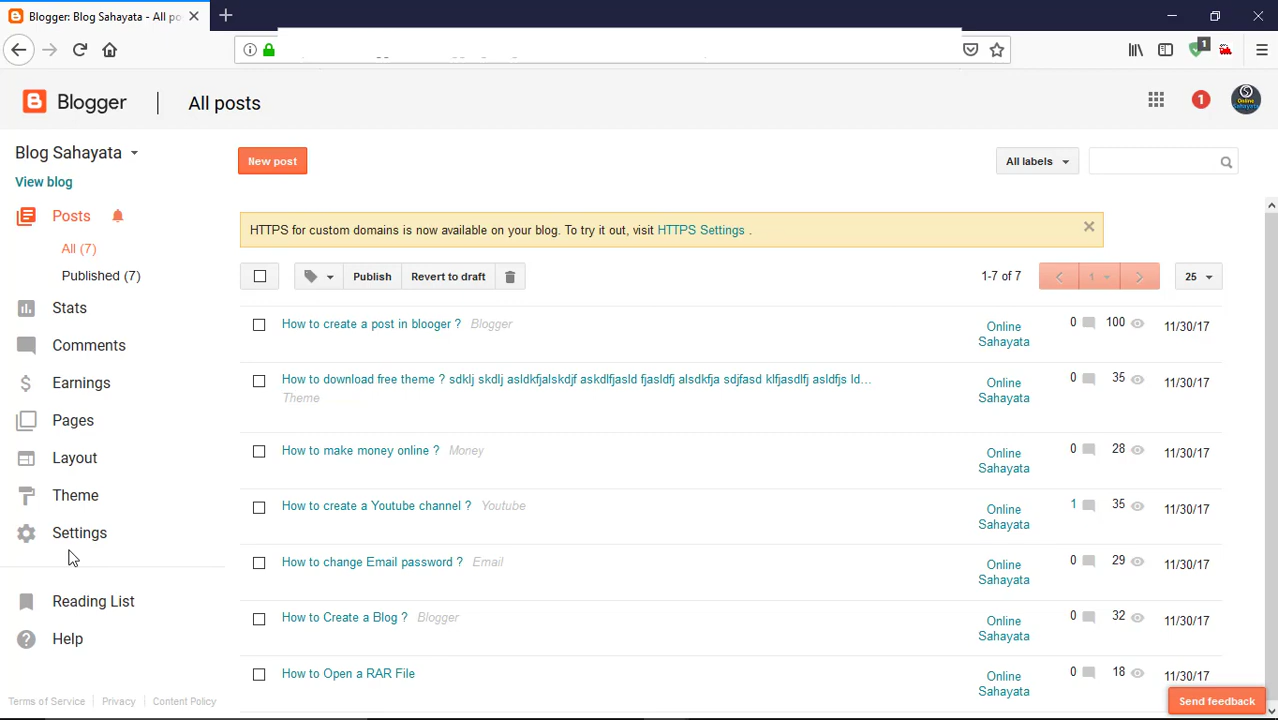 Blogger: Blog Sahayata - All po
Blogger
All posts
1
1
Online
Sahayata
Blog Sahayata
View blog
Posts
All (7)
Published (7)
Stats
Comments
Earnings
Pages
Layout
Theme
Settings
Reading List
Help
Terms of Service
Privacy
Content Policy
New post
All labels
HTTPS for custom domains is now available on your blog. To try it out, visit HTTPS Settings .
Publish
Revert to draft
1-7 of 7
1
25
How to create a post in blooger ? Blogger
Online
Sahayata
0
100
11/30/17
How to download free theme ? sdklj skdlj asldkfjalskdjf askdlfjasld fjasldfj alsdkfja sdjfasd klfjasdlfj asldfjs ld...
Theme
Online
Sahayata
0
35
11/30/17
How to make money online ? Money
Online
Sahayata
0
28
11/30/17
How to create a Youtube channel ? Youtube
Online
Sahayata
1
35
11/30/17
How to change Email password ? Email
Online
Sahayata
0
29
11/30/17
How to Create a Blog ? Blogger
Online
Sahayata
0
32
11/30/17
How to Open a RAR File
Online
Sahayata
0
18
11/30/17
Send feedback